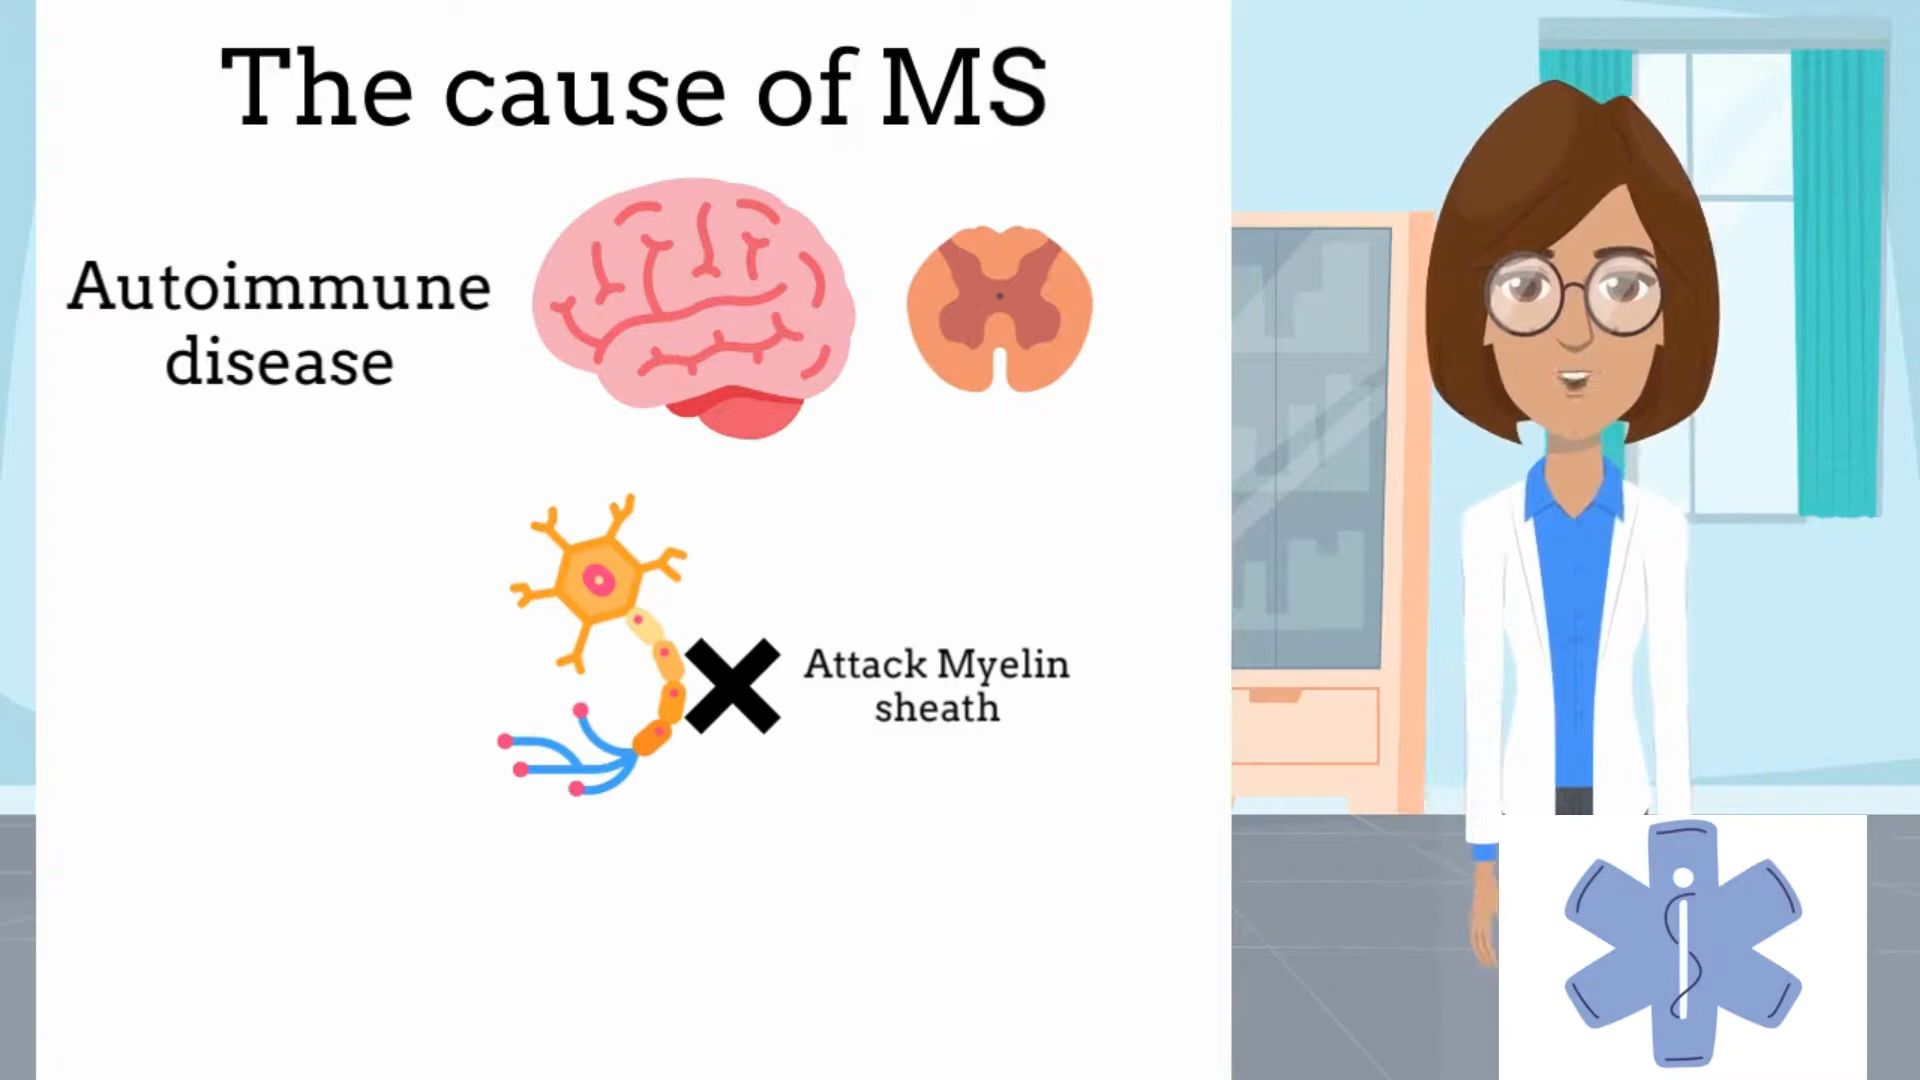 The cause of MS
Autoimmune
disease
Attack Myelin
sheath